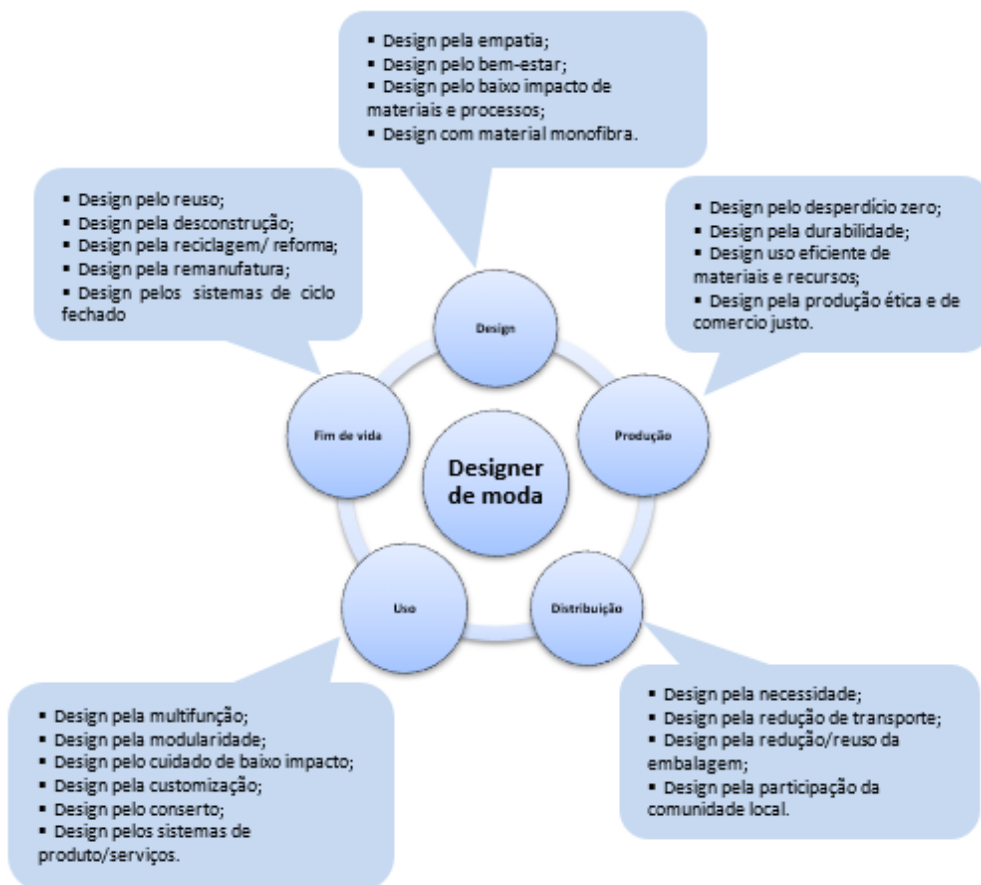 ▪ Design pela empatia;
▪ Design pelo bem-estar;
▪ Design pelo baixo impacto de
materiais e processos;
▪ Design com material monofibra.
▪ Design pelo reuso;
▪ Design pela desconstrução;
▪ Design pela reciclagem/ reforma;
▪ Design pela remanufatura;
▪ Design pelos sistemas de ciclo
fechado
▪ Design pelo desperdício zero;
▪ Design pela durabilidade;
▪ Design uso eficiente de
materiais e recursos;
▪ Design pela produção ética e de
comercio justo.
Design
Fim de vida
Produção
Designer
de moda
Uso
Distribuição
▪ Design pela multifunção;
▪ Design pela modularidade;
▪ Design pelo cuidado de baixo impacto;
▪ Design pela customização;
▪ Design pelo conserto;
▪ Design pelos sistemas de
produto/serviços.
▪ Design pela necessidade;
▪ Design pela redução de transporte;
▪ Design pela redução/reuso da
embalagem;
▪ Design pela participação da
comunidade local.